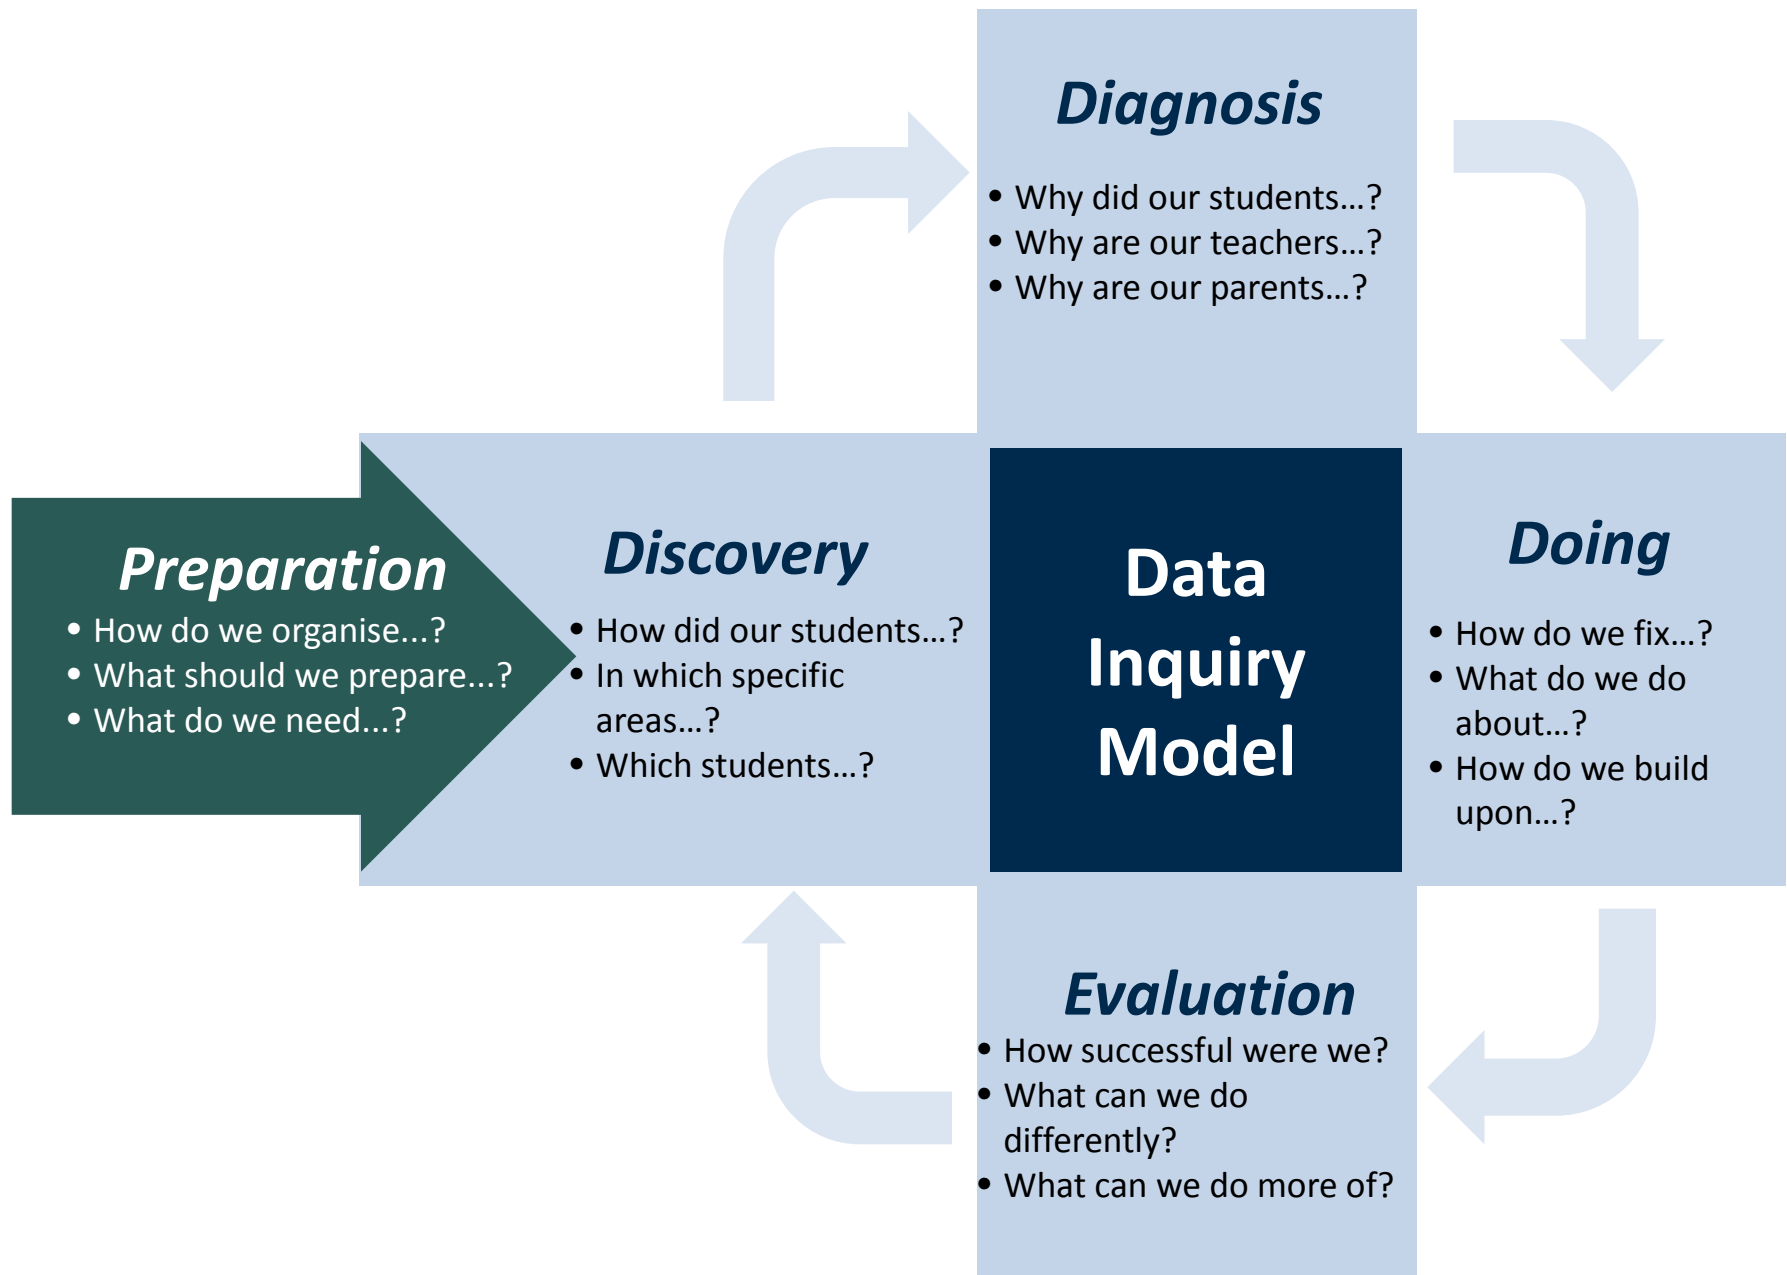 Preparation
• How do we organise...?
• What should we prepare...?
• What do we need...?
Discovery
• How did our students...?
• In which specific
areas...?
• Which students...?
Diagnosis
• Why did our students...?
• Why are our teachers...?
• Why are our parents...?
Data
Inquiry
Model
Doing
• How do we fix...?
• What do we do
about...?
• How do we build
upon...?
Evaluation
• How successful were we?
• What can we do
differently?
• What can we do more of?